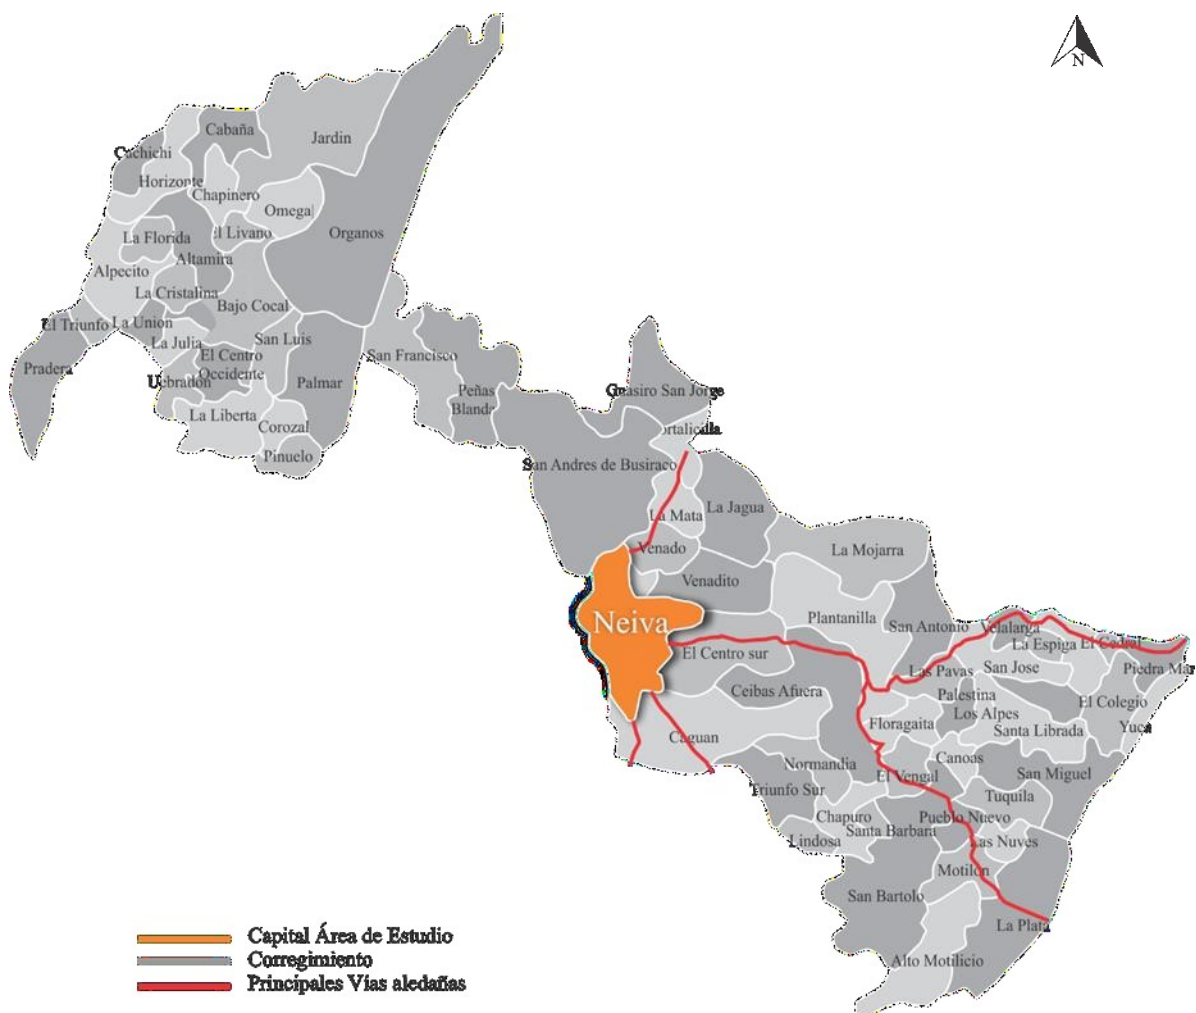 N
Cabaña
Jardin
Cachichi
Horizonte
Chapinero
Omegal
El Livano
Organos
La Florida
Altamira
Alpecito
La Cristalina
Bajo Cocal
El Triunfo
La Union
La Julia
San Luis
El Centro
Occidente
San Francisco
Pradera
Palmar
Peñas
Blanda
La Liberta
Corozal
Pinuelo
San Jorge
San Andres de Busiraco
La Mata
La Jagua
Venado
La Mojarra
Venadito
Plantanilla
Neiva
San Antonio
Velalarga
La Espiga
El Cedral
El Centro sur
Las Pavas
San Jose
Piedra Mar
Ceibas Afuera
Palestina
El Colegio
Los Alpes
Floragaita
Santa Librada
Yuca
Caguan
Normandia
Canoas
El Vengal
San Miguel
Triunfo Sur
Tuquila
Chapuro
Pueblo Nuevo
Santa Barbara
Lindosa
Las Nuves
Motilon
San Bartolo
La Plata
Alto Motilicio
Capital Área de Estudio
Corregimiento
Principales Vías aledañas